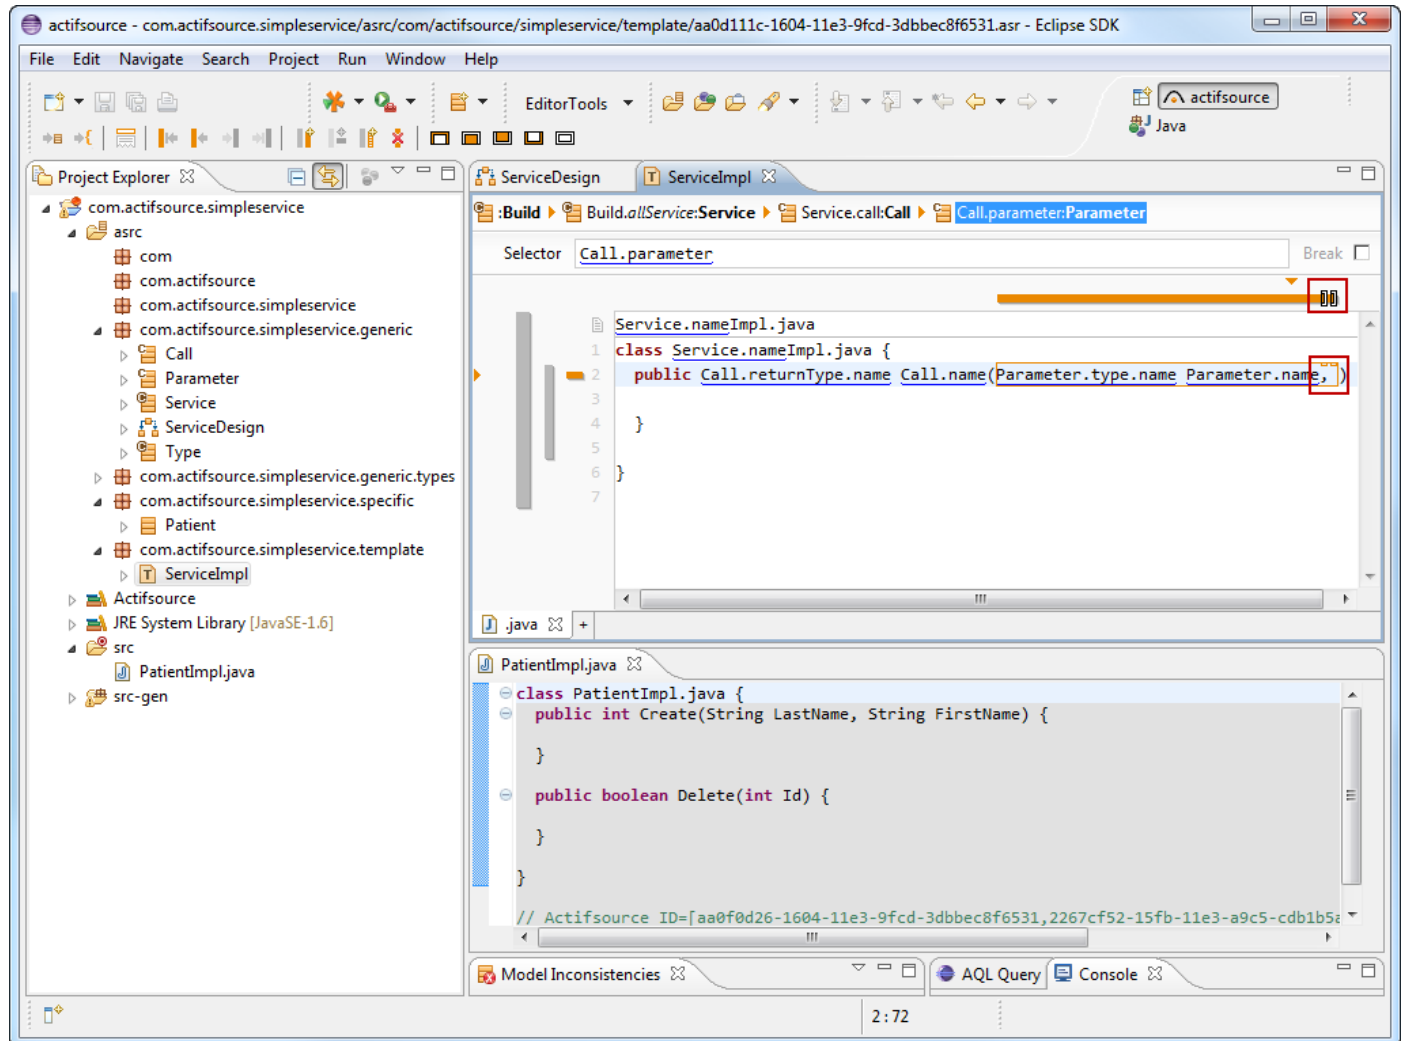 actifsource - com.actifsource.simpleservice/asrc/com/actifsource/simpleservice/template/aa0d111c-1604-11e3-9fcd-3dbbec8f6531.asr - Eclipse SDK
File Edit Navigate Search Project Run Window Help
EditorTools
actifsource
Java
Project Explorer
com.actifsource.simpleservice
asrc
com
com.actifsource
com.actifsource.simpleservice
com.actifsource.simpleservice.generic
Call
Parameter
Service
ServiceDesign
Type
com.actifsource.simpleservice.generic.types
com.actifsource.simpleservice.specific
Patient
com.actifsource.simpleservice.template
ServiceImpl
Actifsource
JRE System Library [JavaSE-1.6]
src
PatientImpl.java
src-gen
ServiceDesign ServiceImpl
:Build Build.allService:Service Service.call:Call Call.parameter:Parameter
Selector Call.parameter Break
Service.nameImpl.java
1 class Service.nameImpl.java {
2 public Call.returnType.name Call.name(Parameter.type.name Parameter.name, )
3
4 }
5
6 }
7
.java +
PatientImpl.java
class PatientImpl.java {
public int Create(String LastName, String FirstName) {
}
public boolean Delete(int Id) {
}
}
// Actifsource ID=[aa0f0d26-1604-11e3-9fcd-3dbbec8f6531,2267cf52-15fb-11e3-a9c5-cdb1b5a
Model Inconsistencies
AQL Query Console
2:72